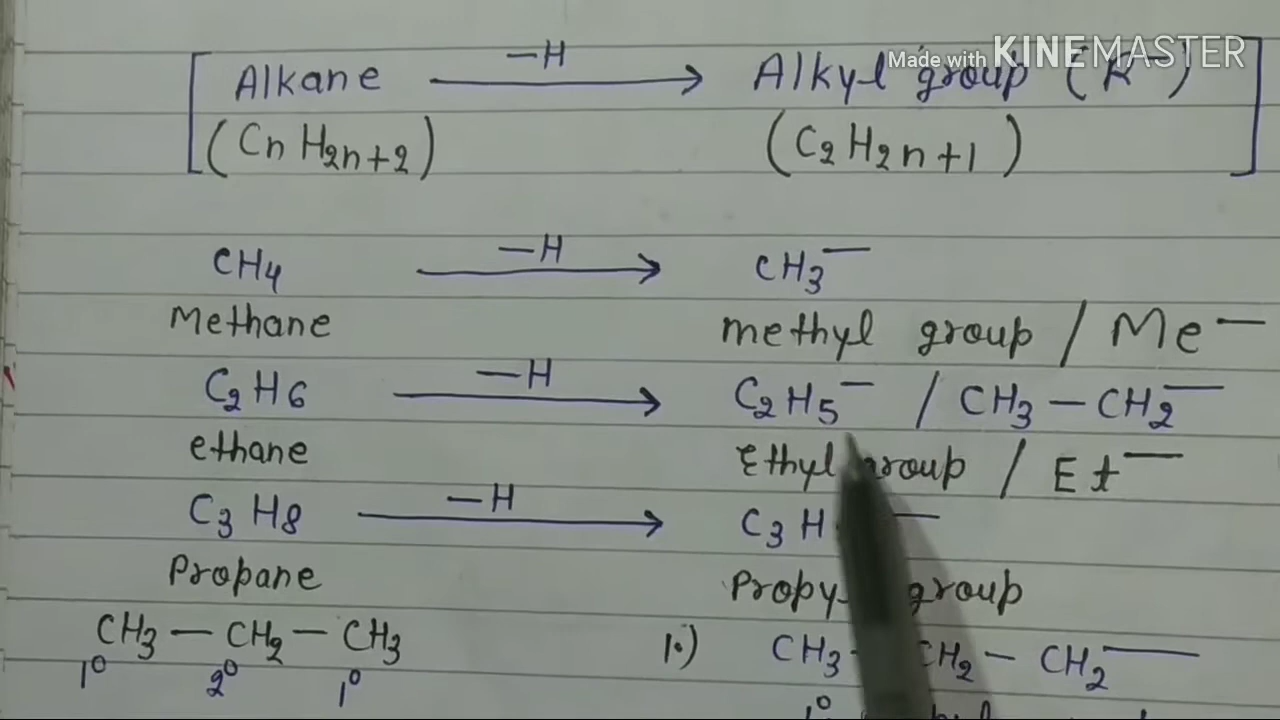 Made with KINEMASTER
[Alkane —H→ Alkyl group (R—)
(CnH2n+2) (C2H2n+1)]
CH4 —H→ CH3—
Methane methyl group / Me—
C2H6 —H→ C2H5— / CH3—CH2—
ethane Ethyl group / Et—
C3H8 —H→ C3H —
Propane group
CH3—CH2—CH3 1.) CH3— CH2—CH2—
1° 2° 1° 1°